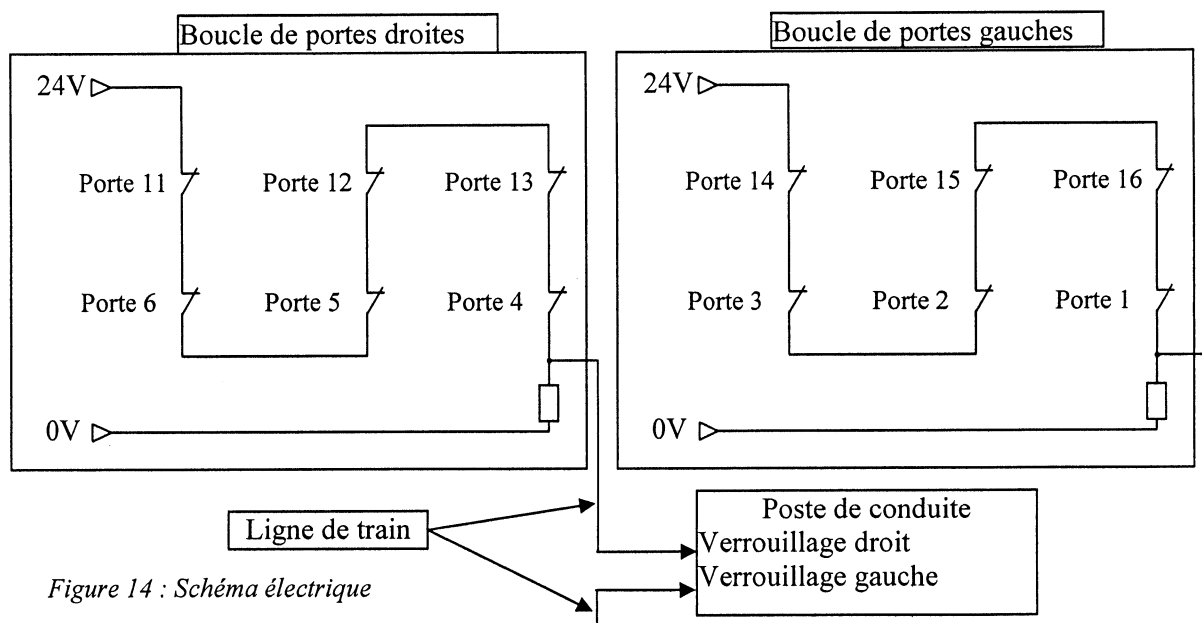 Boucle de portes droites
24V
Porte 11
Porte 12
Porte 13
Porte 6
Porte 5
Porte 4
0V
Boucle de portes gauches
24V
Porte 14
Porte 15
Porte 16
Porte 3
Porte 2
Porte 1
0V
Ligne de train
Poste de conduite
Verrouillage droit
Verrouillage gauche
Figure 14 : Schéma électrique